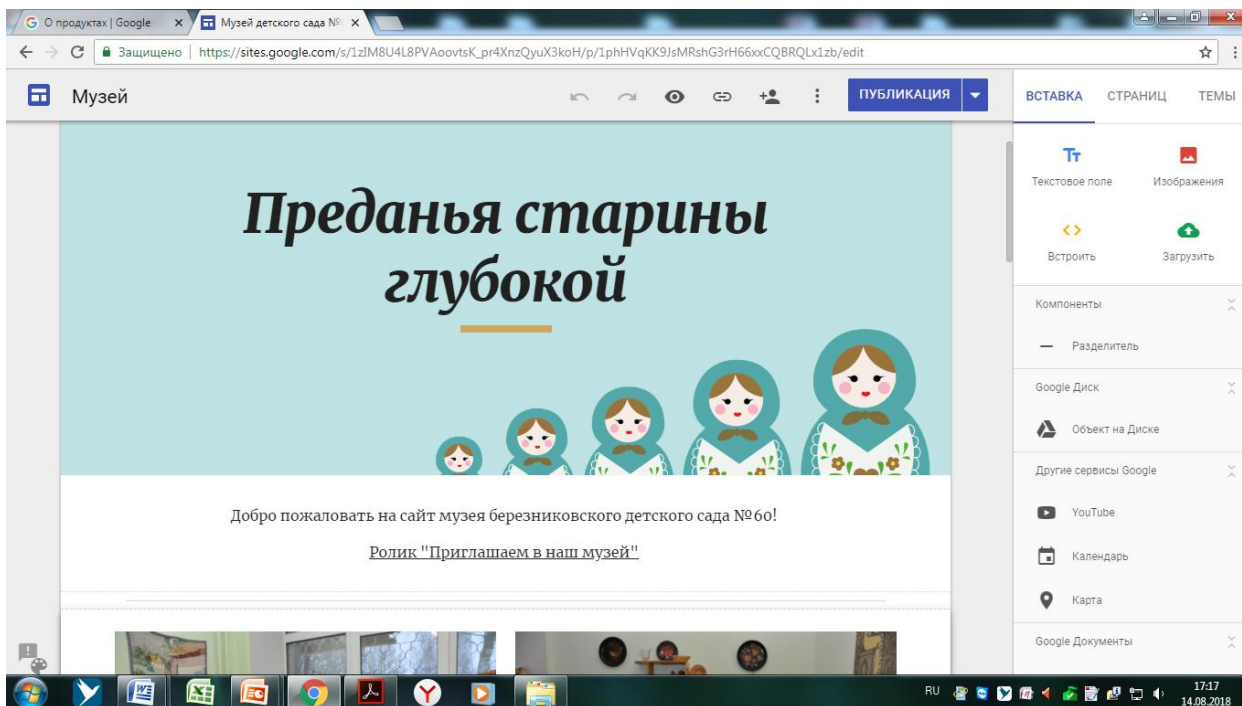 О продуктах | Google
Музей детского сада №
Защищено
https://sites.google.com/s/1zIM8U4L8PVAoovtsK_pr4XnzQyuX3koH/p/1phHVqKK9JsMRshG3rH66xxCQBRQLx1zb/edit
Музей
ПУБЛИКАЦИЯ
ВСТАВКА СТРАНИЦ ТЕМЫ
Преданья старины
глубокой
Добро пожаловать на сайт музея березниковского детского сада №60!
Ролик "Приглашаем в наш музей"
Тт
Текстовое поле Изображения
Встроить Загрузить
Компоненты
Разделитель
Google Диск
Объект на Диске
Другие сервисы Google
YouTube
Календарь
Карта
Google Документы
RU
17:17
14.08.2018